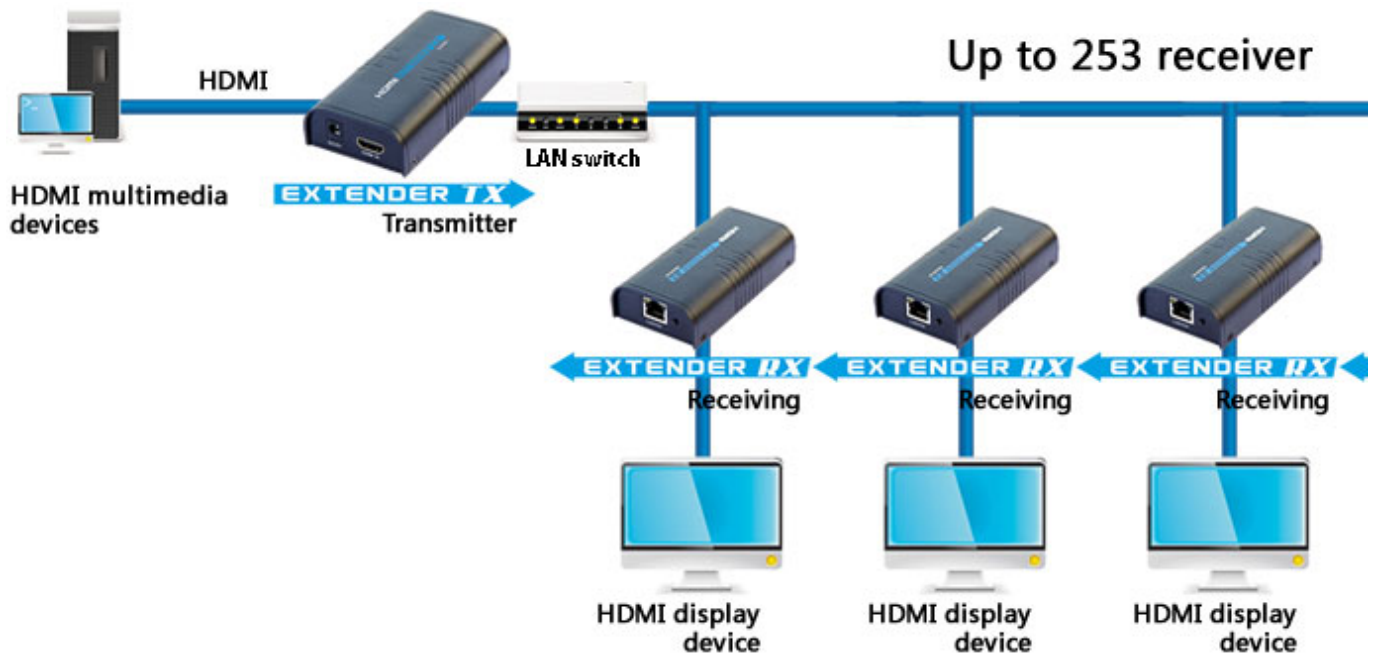 Up to 253 receiver
HDMI
LAN switch
HDMI multimedia
devices
EXTENDER TX
Transmitter
EXTENDER RX
EXTENDER RX
EXTENDER RX
Receiving
Receiving
Receiving
HDMI display
device
HDMI display
device
HDMI display
device